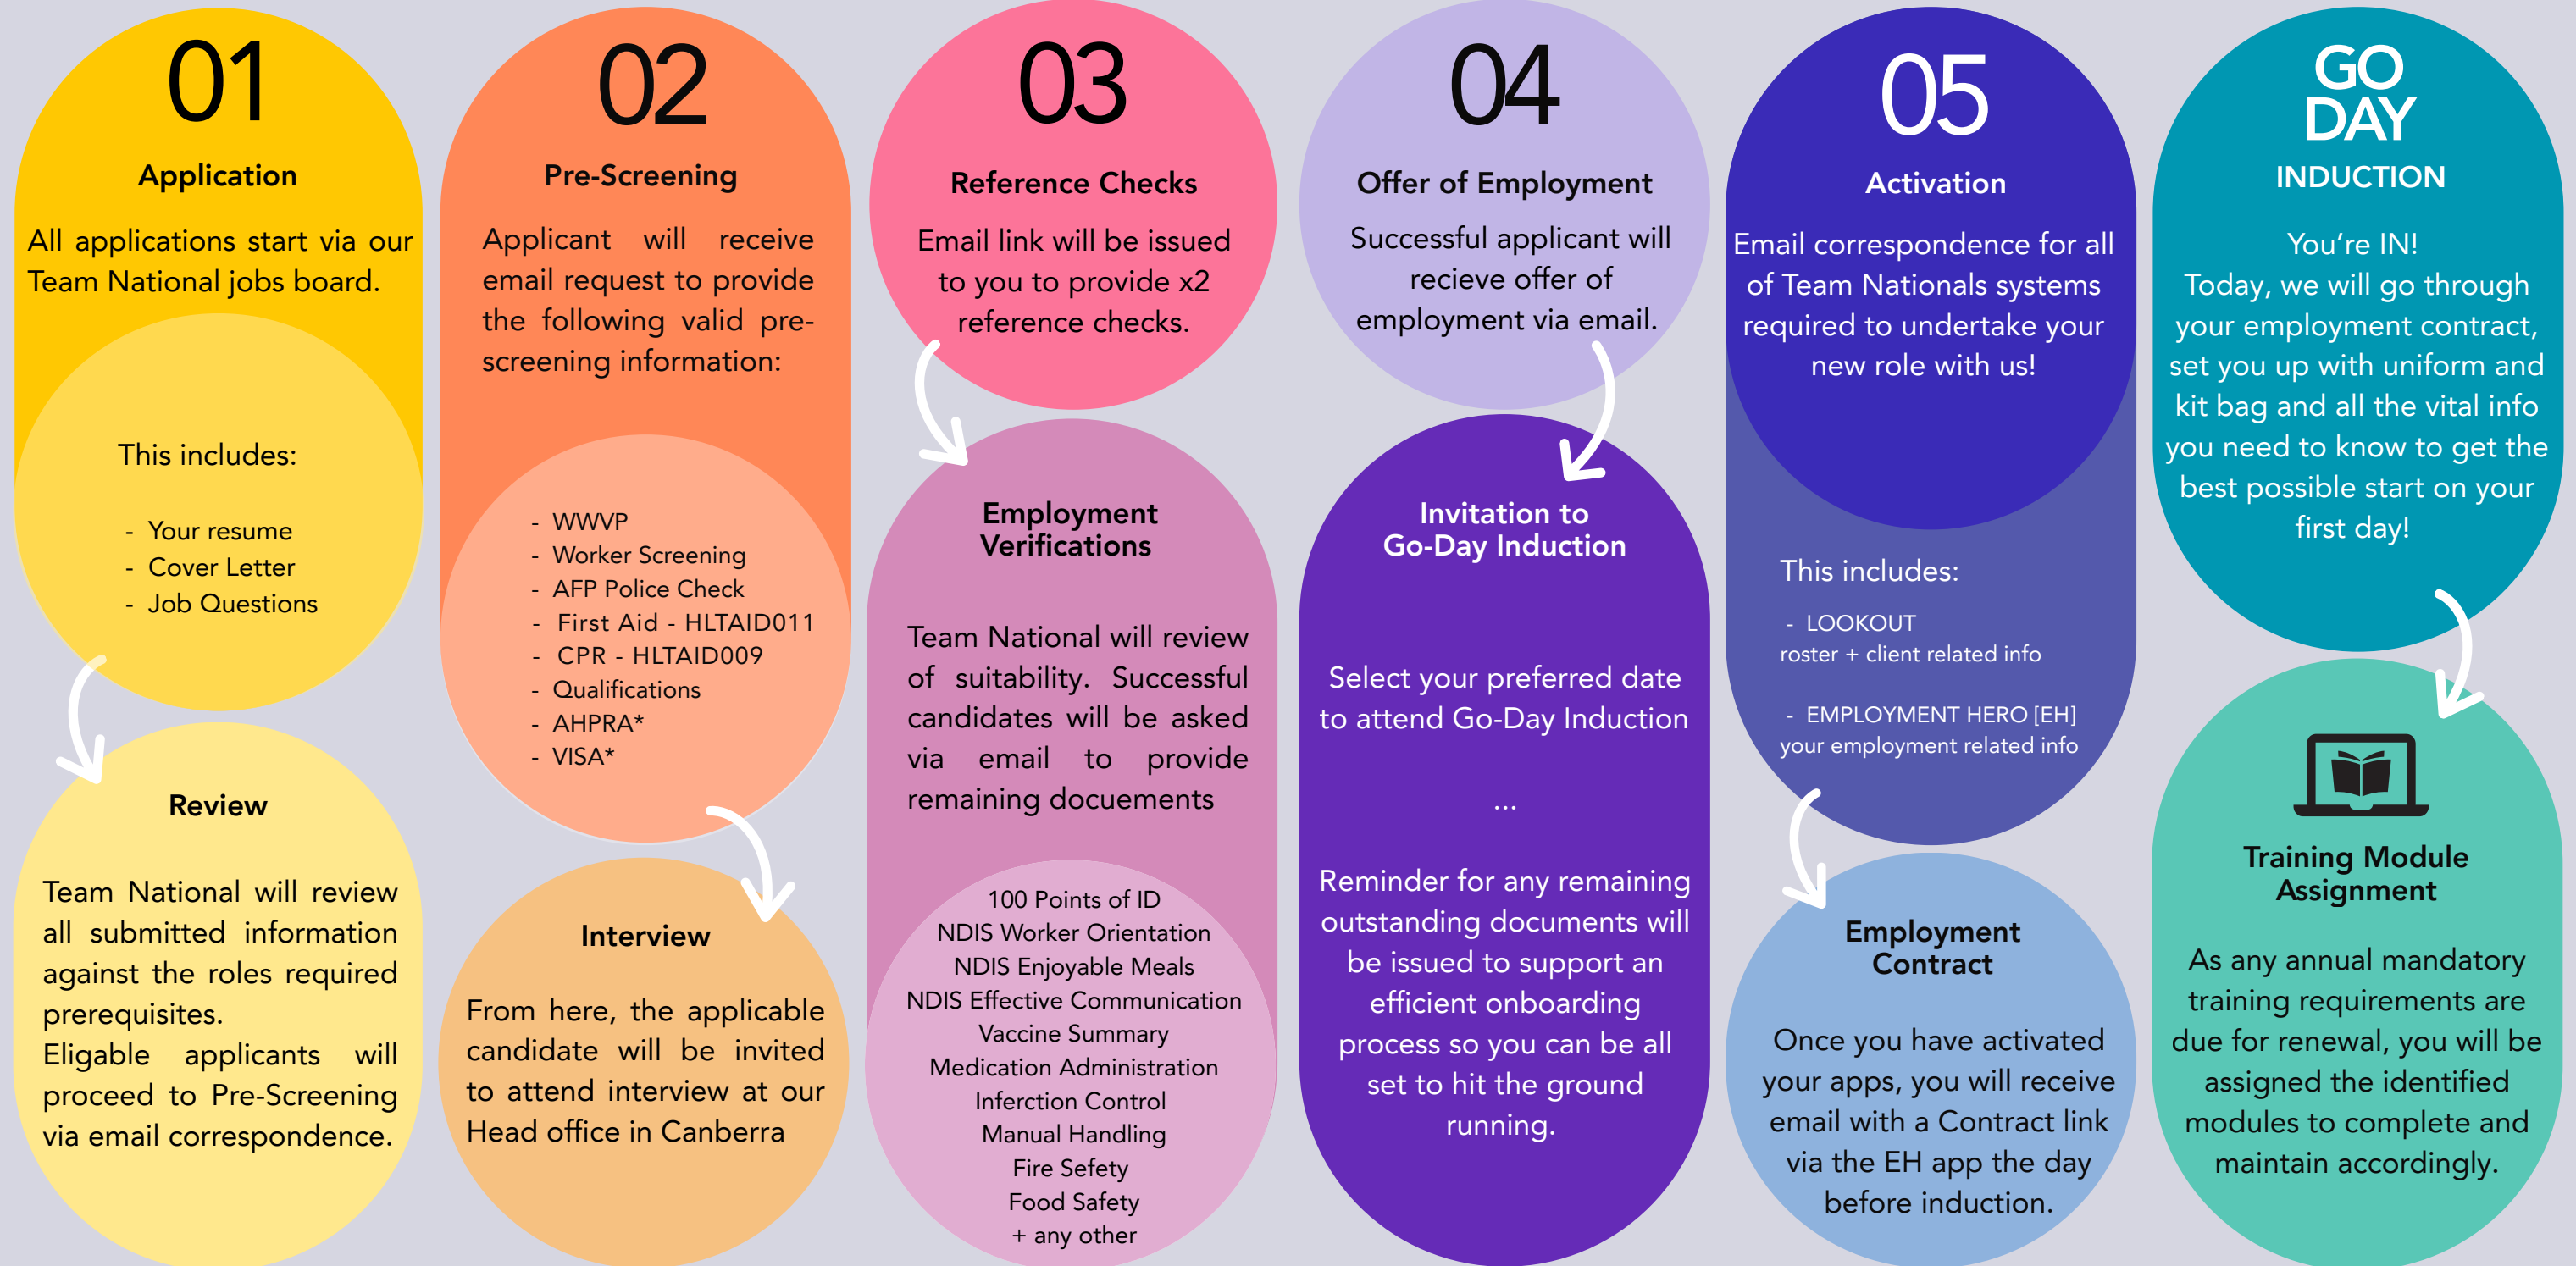 01
Application
All applications start via our
Team National jobs board.
This includes:
- Your resume
- Cover Letter
- Job Questions
Review
Team National will review
all submitted information
against the roles required
prerequisites.
Eligable applicants will
proceed to Pre-Screening
via email correspondence.
02
Pre-Screening
Applicant will receive
email request to provide
the following valid pre-
screening information:
- WWVP
- Worker Screening
- AFP Police Check
- First Aid - HLTAID011
- CPR - HLTAID009
- Qualifications
- AHPRA*
- VISA*
Interview
From here, the applicable
candidate will be invited
to attend interview at our
Head office in Canberra
03
Reference Checks
Email link will be issued
to you to provide x2
reference checks.
Employment
Verifications
Team National will review
of suitability. Successful
candidates will be asked
via email to provide
remaining docuements
100 Points of ID
NDIS Worker Orientation
NDIS Enjoyable Meals
NDIS Effective Communication
Vaccine Summary
Medication Administration
Inferction Control
Manual Handling
Fire Sefety
Food Safety
+ any other
04
Offer of Employment
Successful applicant will
recieve offer of
employment via email.
Invitation to
Go-Day Induction
Select your preferred date
to attend Go-Day Induction
...
Reminder for any remaining
outstanding documents will
be issued to support an
efficient onboarding
process so you can be all
set to hit the ground
running.
05
Activation
Email correspondence for all
of Team Nationals systems
required to undertake your
new role with us!
This includes:
- LOOKOUT
roster + client related info
- EMPLOYMENT HERO [EH]
your employment related info
Employment
Contract
Once you have activated
your apps, you will receive
email with a Contract link
via the EH app the day
before induction.
GO
DAY
INDUCTION
You're IN!
Today, we will go through
your employment contract,
set you up with uniform and
kit bag and all the vital info
you need to know to get the
best possible start on your
first day!
Training Module
Assignment
As any annual mandatory
training requirements are
due for renewal, you will be
assigned the identified
modules to complete and
maintain accordingly.